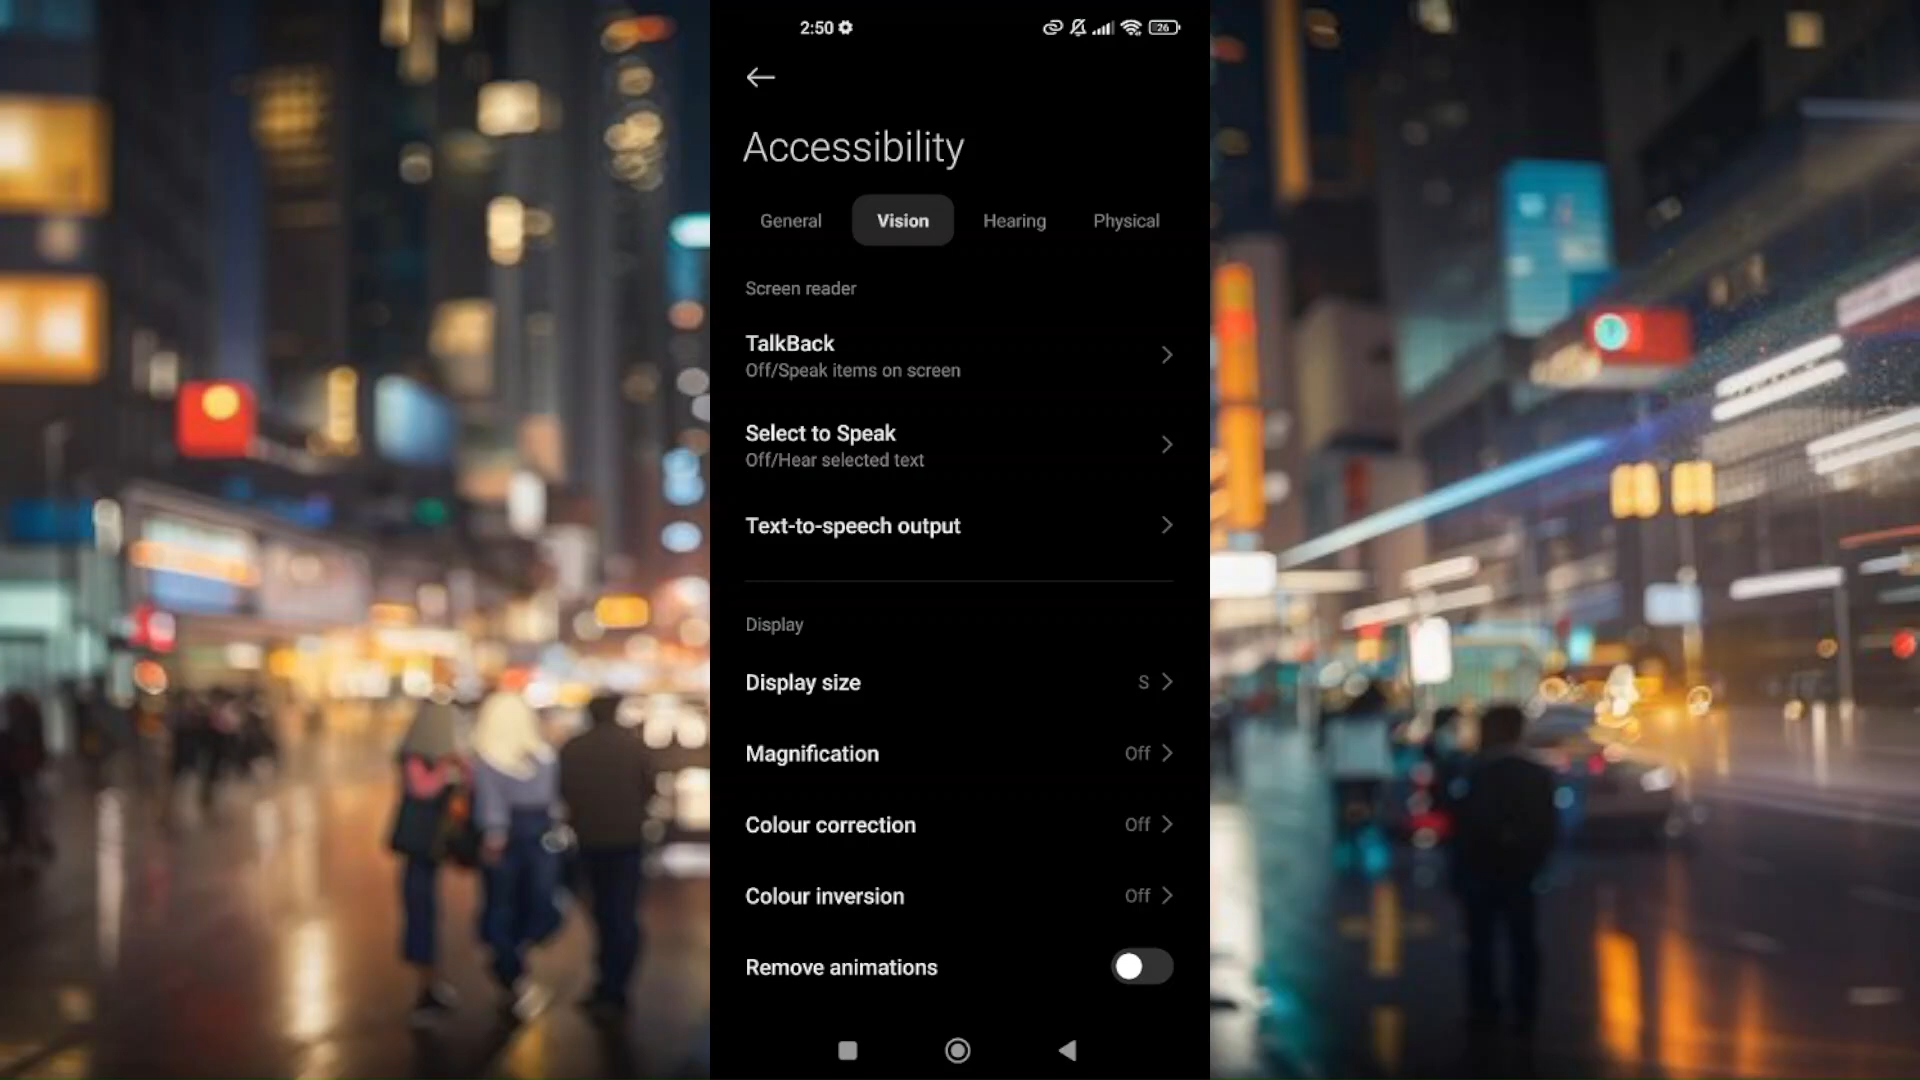 2:50
26
Accessibility
General Vision Hearing Physical
Screen reader
TalkBack
Off/Speak items on screen
Select to Speak
Off/Hear selected text
Text-to-speech output
Display
Display size S
Magnification Off
Colour correction Off
Colour inversion Off
Remove animations